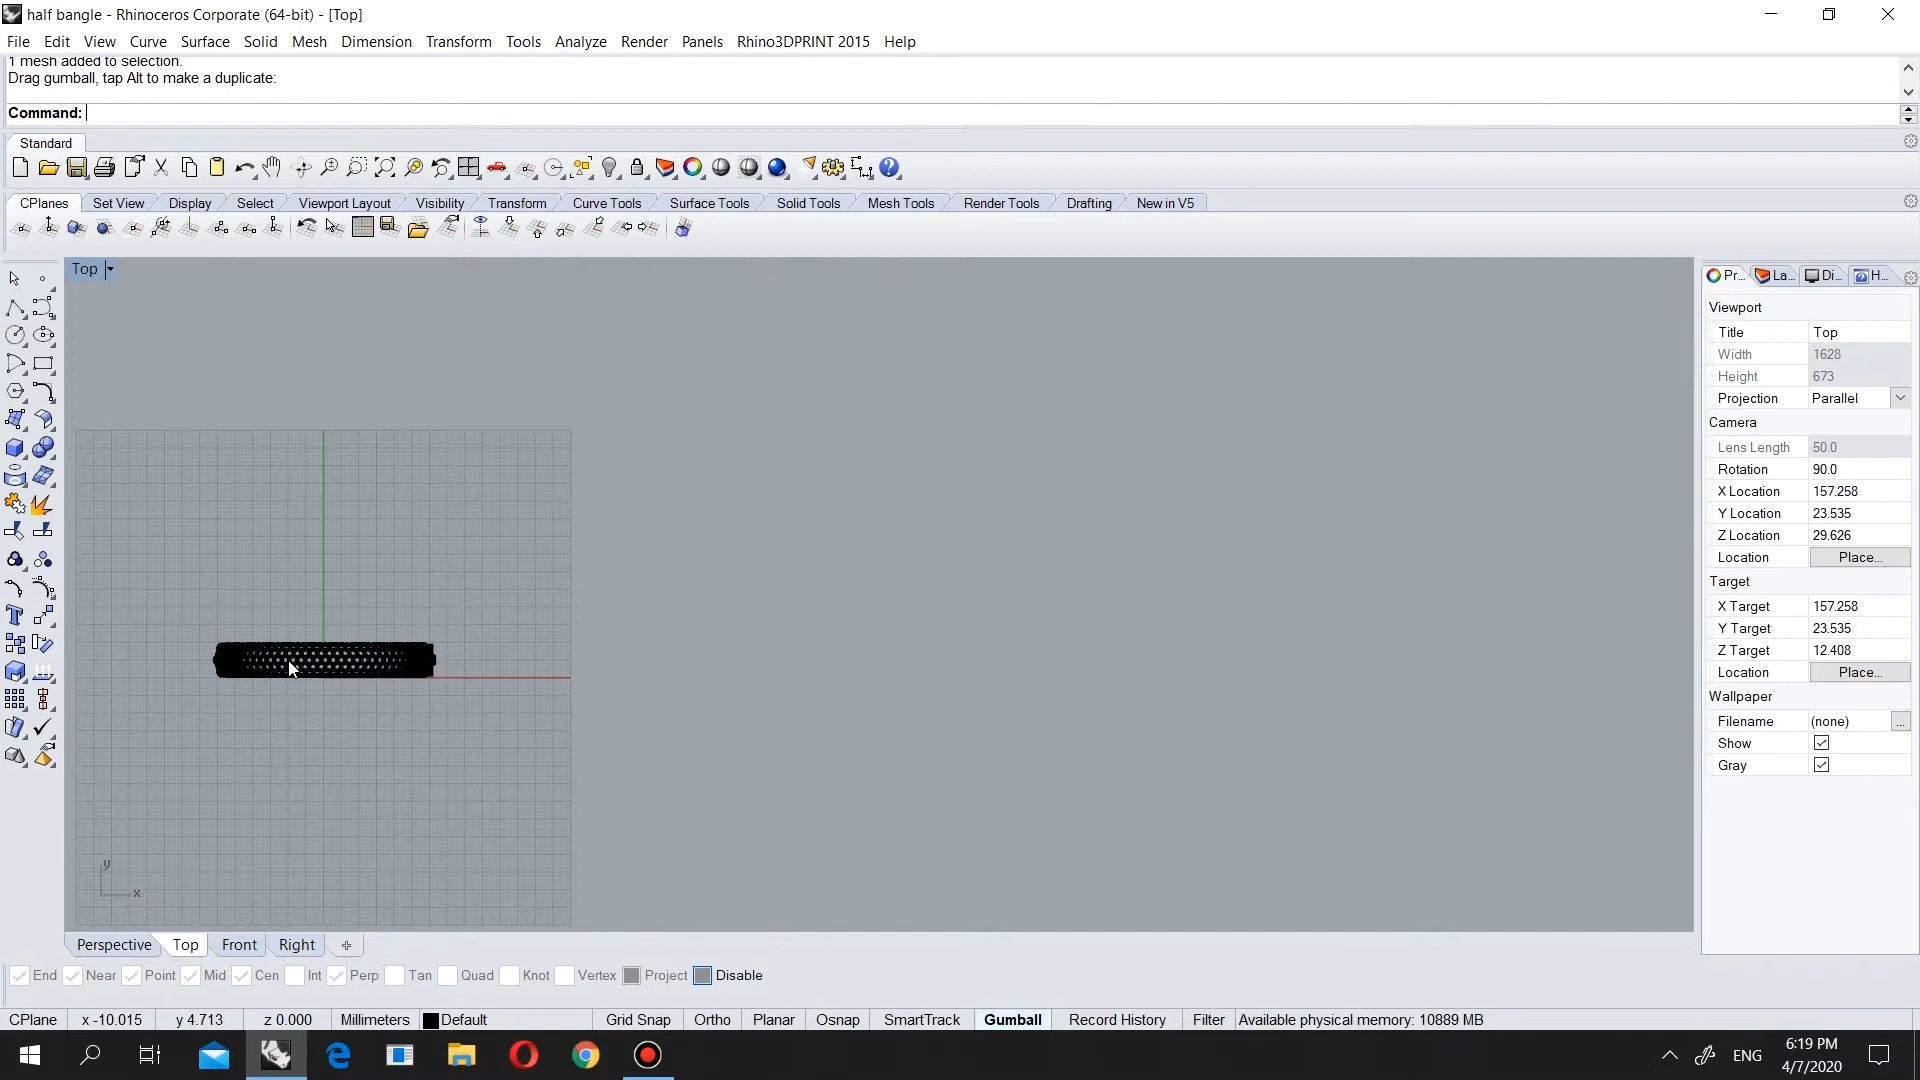 half bangle - Rhinoceros Corporate (64-bit) - [Top]
File Edit View Curve Surface Solid Mesh Dimension Transform Tools Analyze Render Panels Rhino3DPRINT 2015 Help
1 mesh added to selection.
Drag gumball, tap Alt to make a duplicate:
Command:
Standard
CPlanes Set View Display Select Viewport Layout Visibility Transform Curve Tools Surface Tools Solid Tools Mesh Tools Render Tools Drafting New in V5
Top
Pr... La... Di... H...
Viewport
Title Top
Width 1628
Height 673
Projection Parallel
Camera
Lens Length 50.0
Rotation 90.0
X Location 157.258
Y Location 23.535
Z Location 29.626
Location Place...
Target
X Target 157.258
Y Target 23.535
Z Target 12.408
Location Place...
Wallpaper
Filename (none) ...
Show
Gray
y
x
Perspective Top Front Right
End Near Point Mid Cen Int Perp Tan Quad Knot Vertex Project Disable
CPlane x -10.015 y 4.713 z 0.000 Millimeters Default Grid Snap Ortho Planar Osnap SmartTrack Gumball Record History Filter Available physical memory: 10889 MB
ENG
6:19 PM
4/7/2020